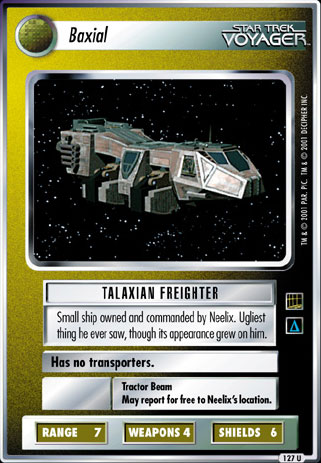 Baxial
STAR TREK
VOYAGER™
TM & © 2001 PAR. PIC. TM & © 2001 DECIPHER INC.
TALAXIAN FREIGHTER
Small ship owned and commanded by Neelix. Ugliest
thing he ever saw, though its appearance grew on him.
Has no transporters.
Tractor Beam
May report for free to Neelix's location.
RANGE 7 WEAPONS 4 SHIELDS 6
127 U